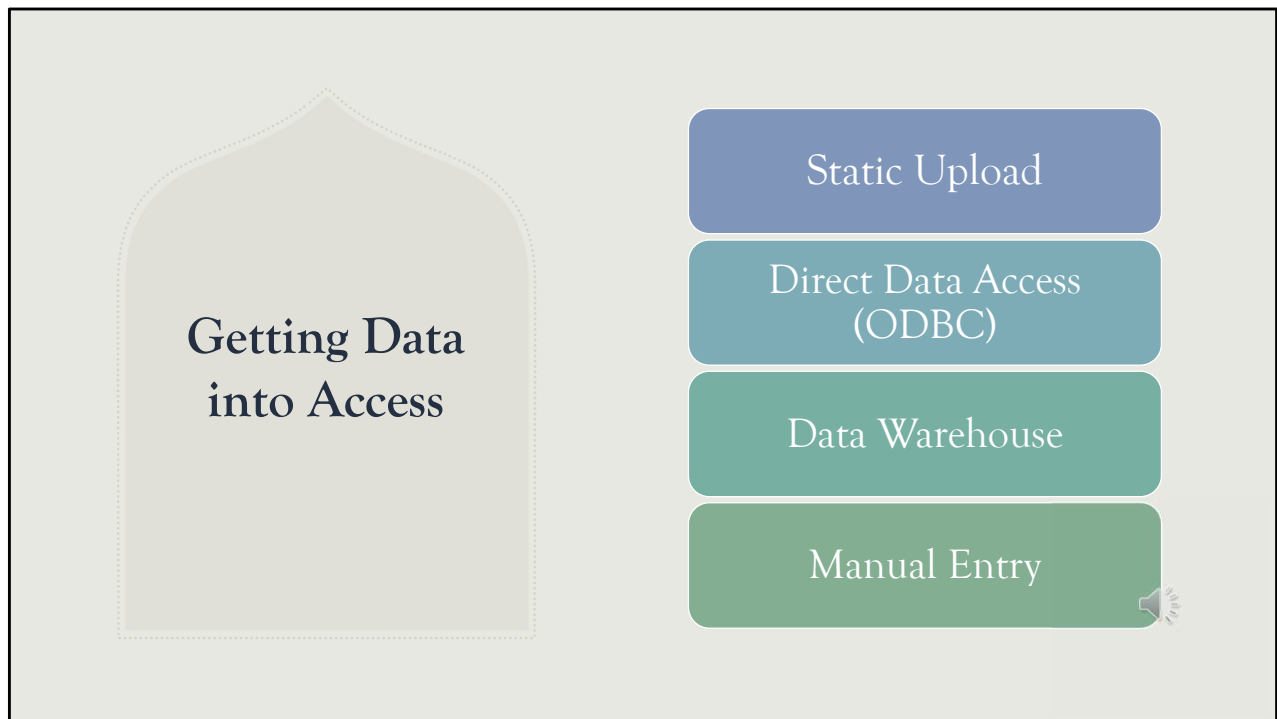 Getting Data
into Access
Static Upload
Direct Data Access
(ODBC)
Data Warehouse
Manual Entry